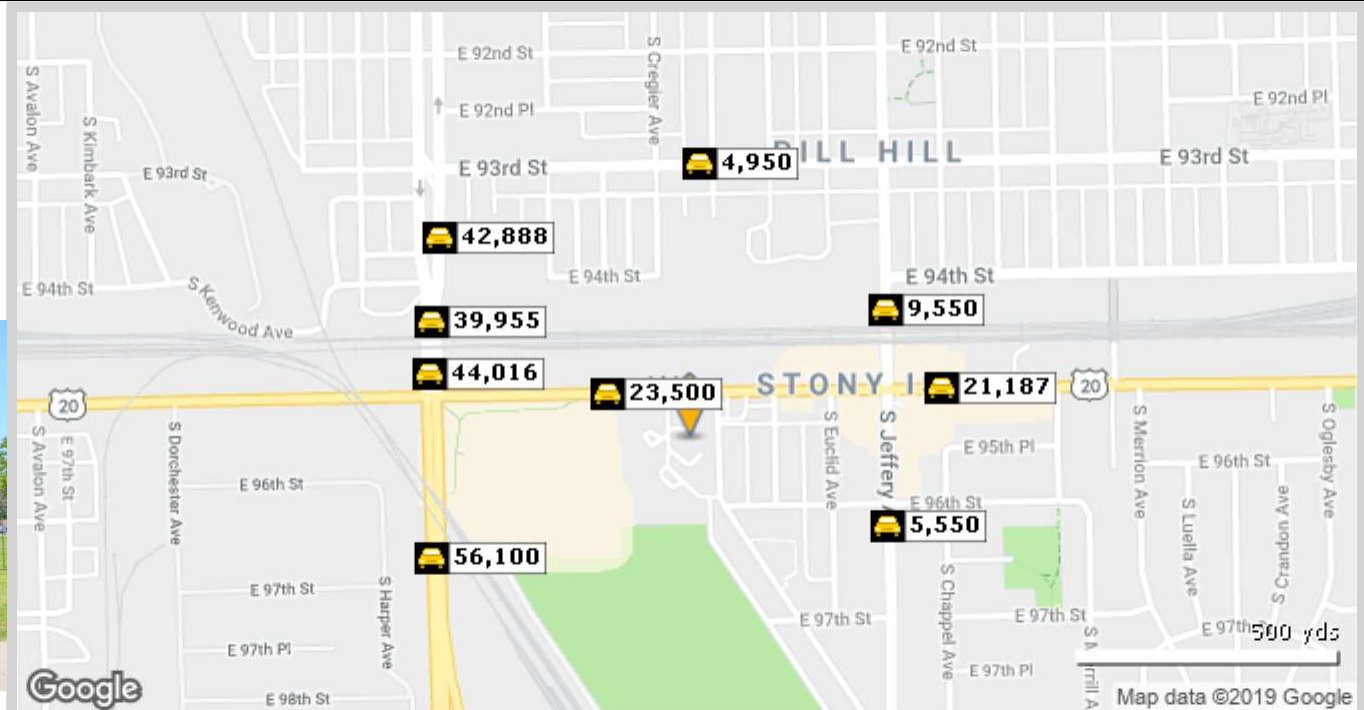 E 92nd St
E 92nd St
S Cregier Ave
S Avalon Ave
E 92nd Pl
E 92nd Pl
S Kimbark Ave
4,950
HILL
E 93rd St
E 93rd St
E 93rd St
42,888
E 94th St
E 94th St
E 94th St
S Kenwood Ave
9,550
39,955
44,016
23,500
STONY
21,187
20
20
S Avalon Ave
E 97th St
S Dorchester Ave
S Euclid Ave
S Jeffery
E 95th Pl
S Merrion Ave
E 96th St
S Oglesby Ave
E 96th St
E 96th St
S Luella Ave
S Crandon Ave
5,550
56,100
E 97th St
S Harper Ave
E 97th St
S Chappel Ave
E 97th St
E 97th
500 yds
E 97th Pl
E 97th Pl
E 98th St
Google
Map data ©2019 Google